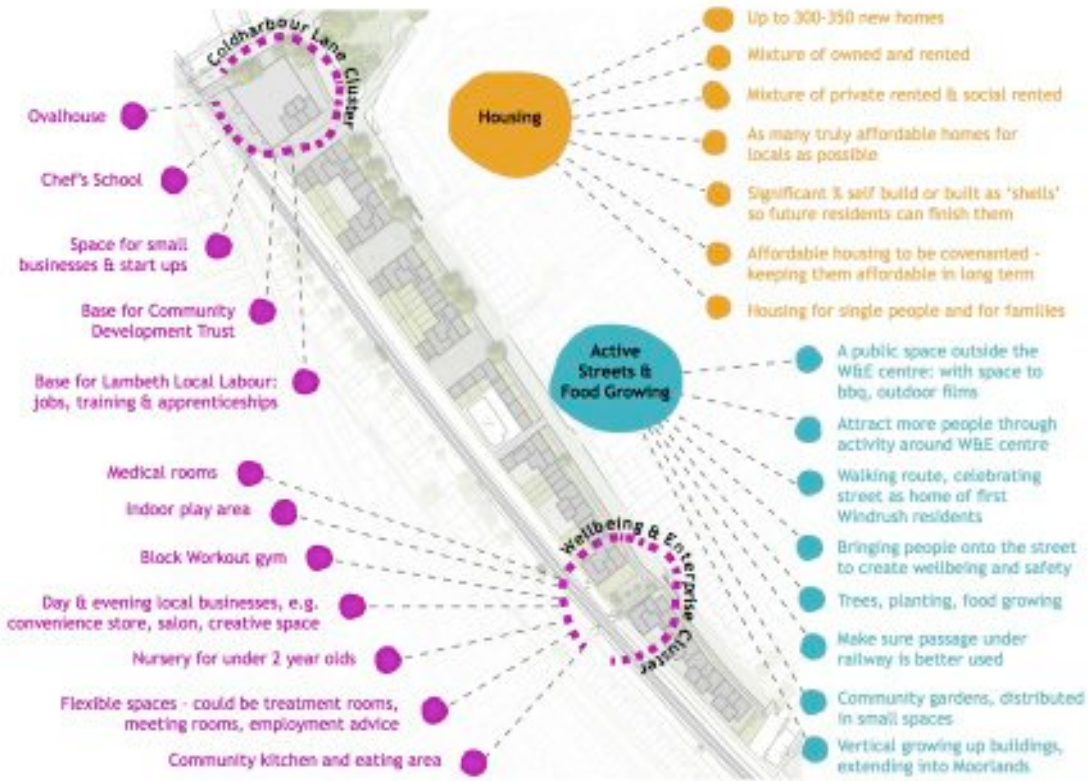 Coldharbour Lane Cluster
Ovalhouse
Chef's School
Space for small
businesses & start ups
Base for Community
Development Trust
Base for Lambeth Local Labour:
jobs, training & apprenticeships
Medical rooms
Indoor play area
Block Workout gym
Day & evening local businesses, e.g.
convenience store, salon, creative space
Nursery for under 2 year olds
Flexible spaces - could be treatment rooms,
meeting rooms, employment advice
Community kitchen and eating area
Wellbeing & Enterprise Cluster
Housing
Up to 300-350 new homes
Mixture of owned and rented
Mixture of private rented & social rented
As many truly affordable homes for
locals as possible
Significant & self build or built as 'shells'
so future residents can finish them
Affordable housing to be covenanted -
keeping them affordable in long term
Housing for single people and for families
Active
Streets &
Food Growing
A public space outside the
W&E centre: with space to
bbq, outdoor films
Attract more people through
activity around W&E centre
Walking route, celebrating
street as home of first
Windrush residents
Bringing people onto the street
to create wellbeing and safety
Trees, planting, food growing
Make sure passage under
railway is better used
Community gardens, distributed
in small spaces
Vertical growing up buildings,
extending into Moorlands